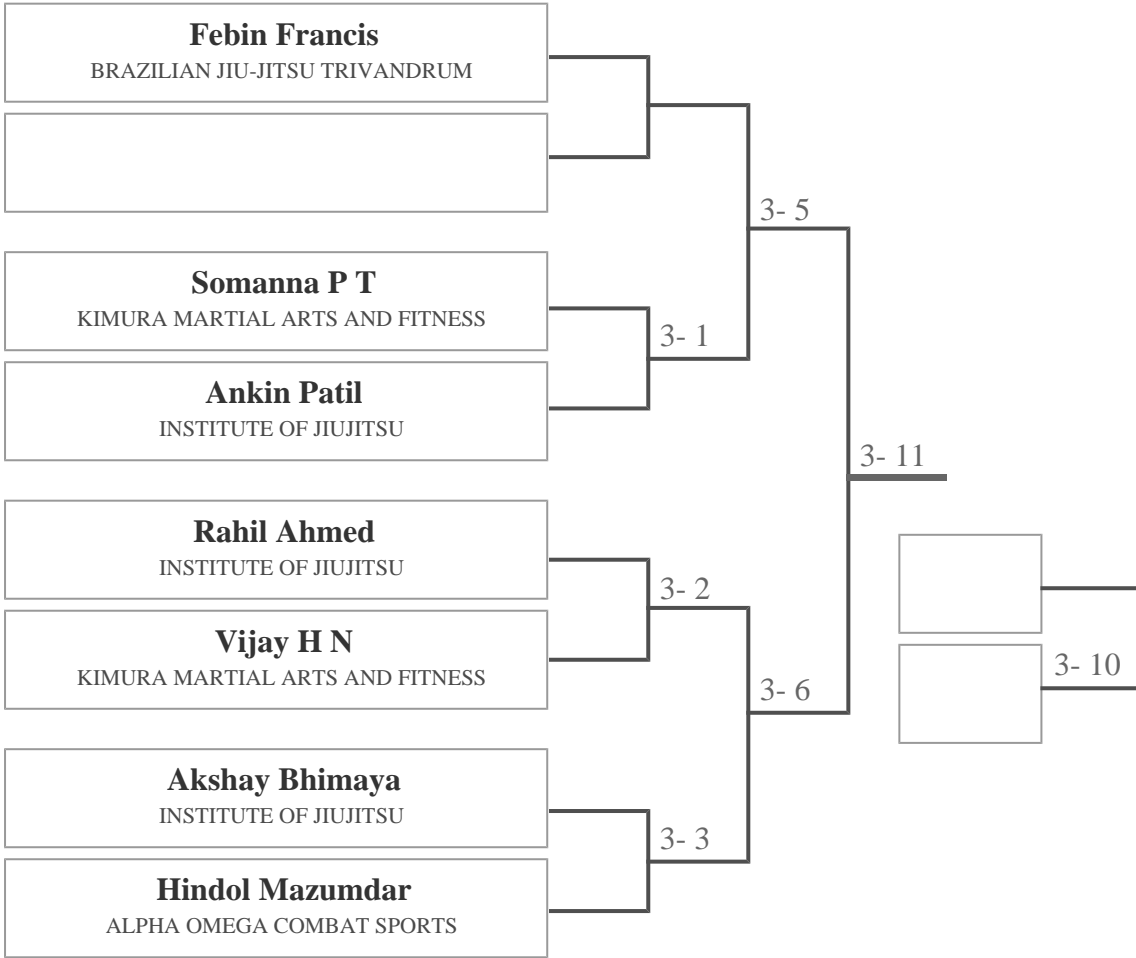 Febin Francis
BRAZILIAN JIU-JITSU TRIVANDRUM
3- 5
Somanna P T
KIMURA MARTIAL ARTS AND FITNESS
3- 1
Ankin Patil
INSTITUTE OF JIUJITSU
3- 11
Rahil Ahmed
INSTITUTE OF JIUJITSU
3- 2
Vijay H N
KIMURA MARTIAL ARTS AND FITNESS
3- 6
3- 10
Akshay Bhimaya
INSTITUTE OF JIUJITSU
3- 3
Hindol Mazumdar
ALPHA OMEGA COMBAT SPORTS